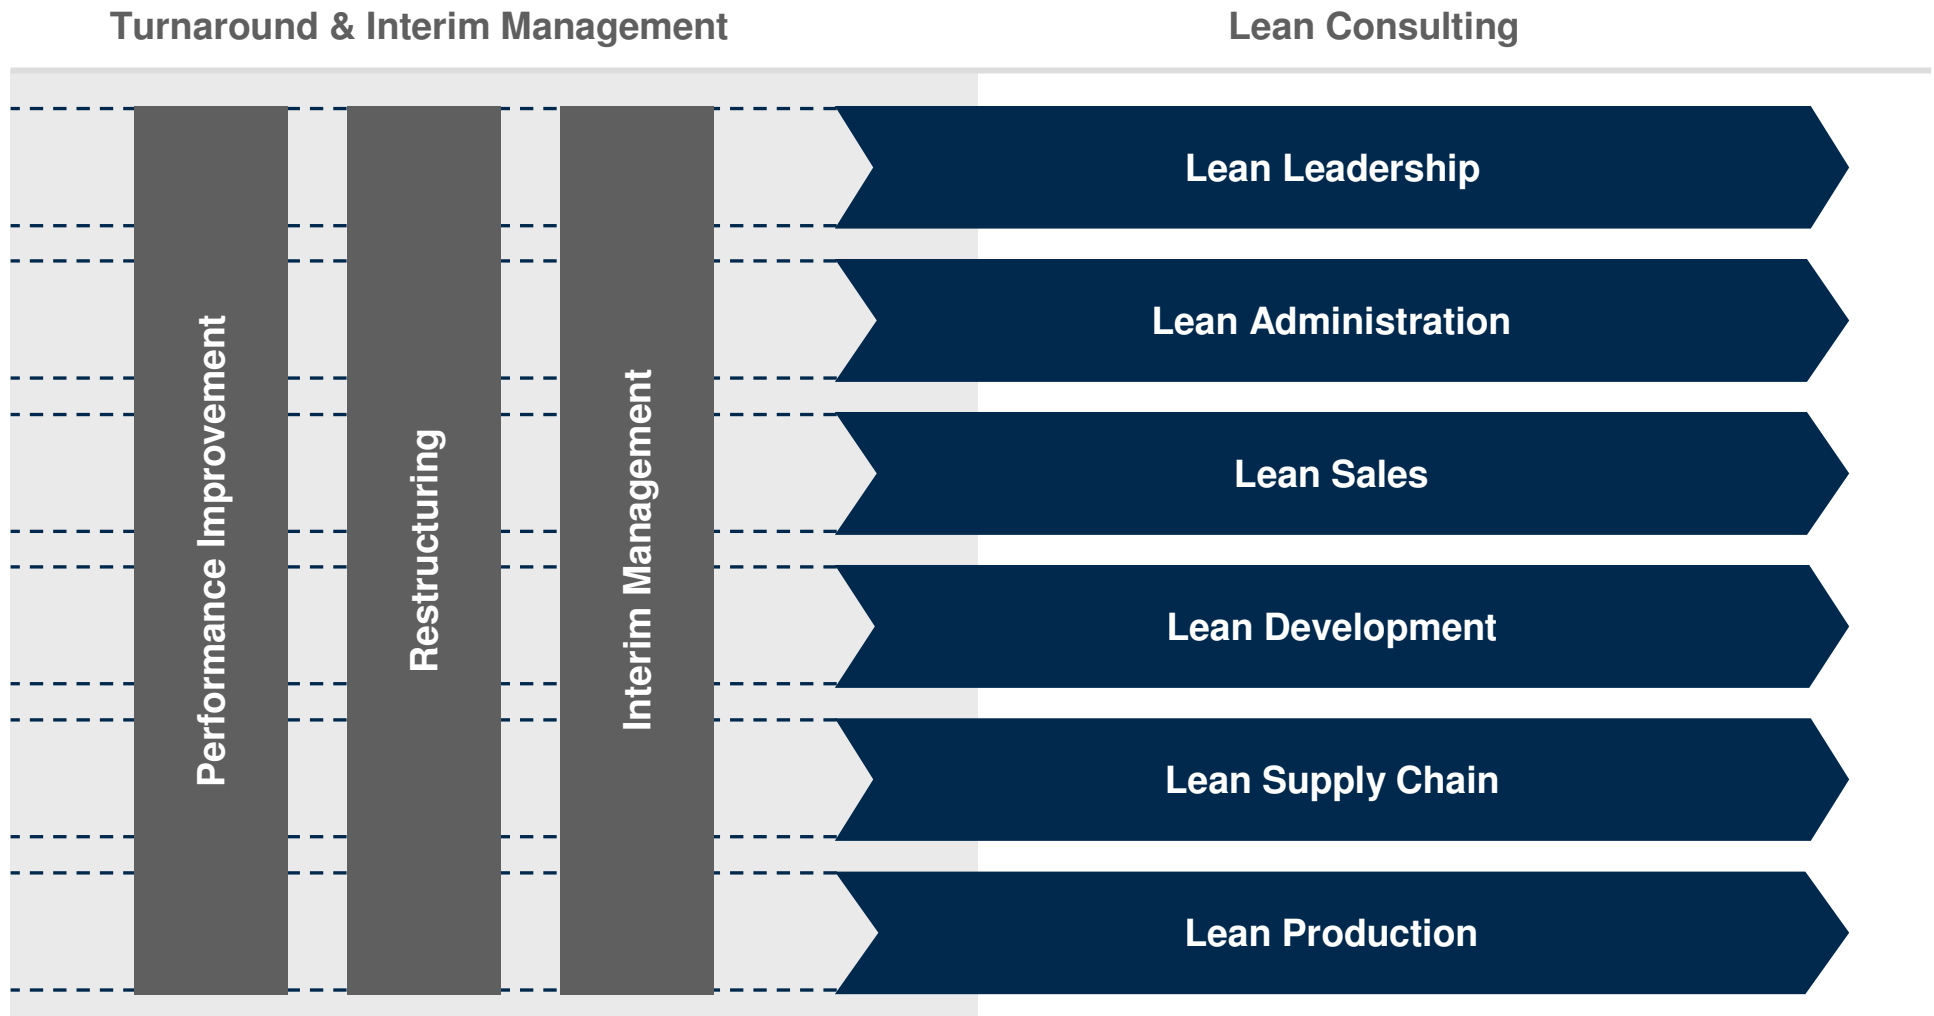 Turnaround & Interim Management
Lean Consulting
Performance Improvement
Restructuring
Interim Management
Lean Leadership
Lean Administration
Lean Sales
Lean Development
Lean Supply Chain
Lean Production